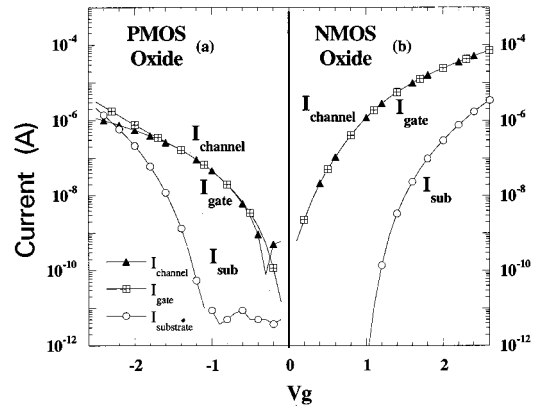 PMOS (a)
Oxide
NMOS (b)
Oxide
10⁻⁴
10⁻⁶
10⁻⁸
10⁻¹⁰
10⁻¹²
Current (A)
I channel
I gate
I sub
I channel
I gate
I substrate
-2
-1
I channel
I gate
I sub
10⁻⁴
10⁻⁶
10⁻⁸
10⁻¹⁰
10⁻¹²
0
1
2
Vg